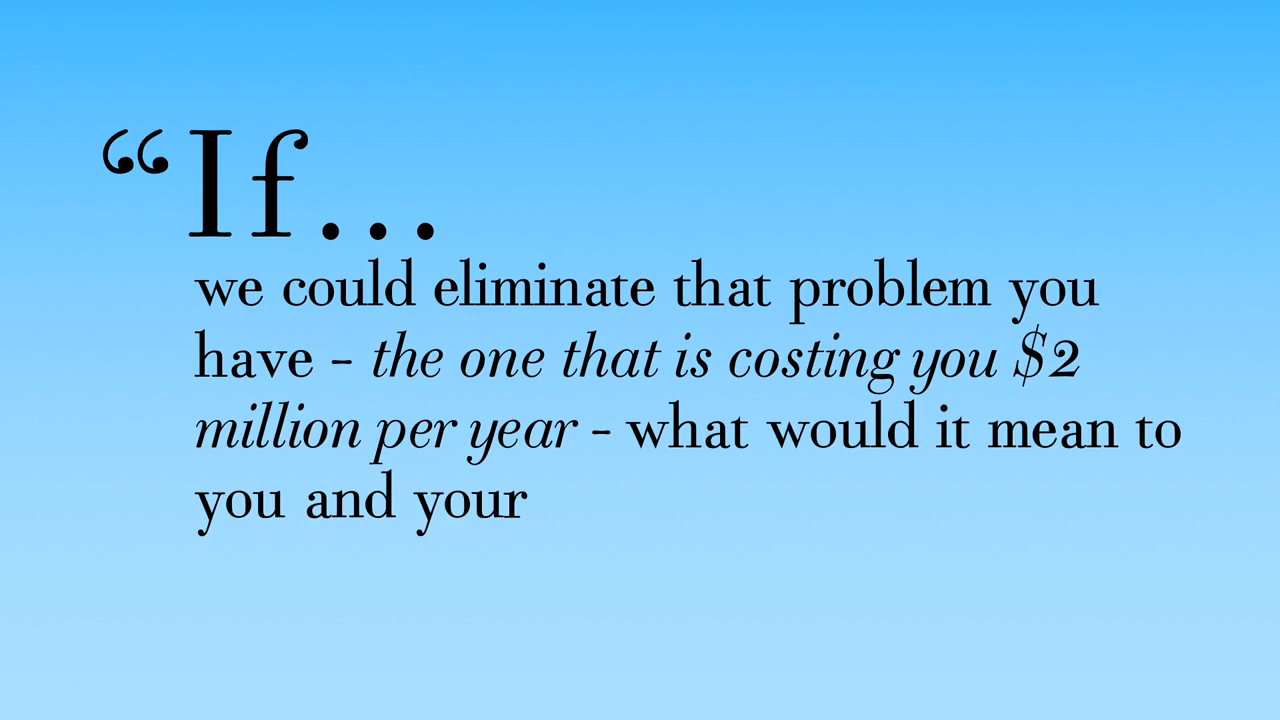 “If...
we could eliminate that problem you
have - the one that is costing you $2
million per year - what would it mean to
you and your